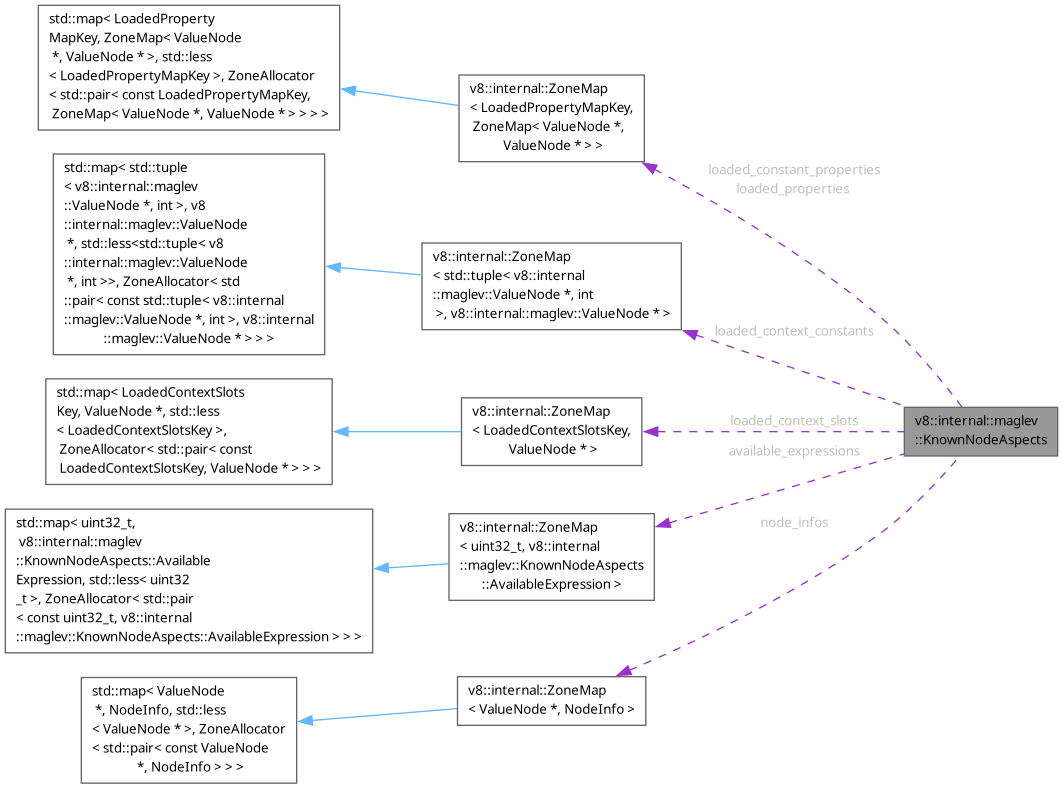 std::map< LoadedProperty
MapKey, ZoneMap< ValueNode
*, ValueNode * >, std::less
< LoadedPropertyMapKey >, ZoneAllocator
< std::pair< const LoadedPropertyMapKey,
ZoneMap< ValueNode *, ValueNode * > > > >
v8::internal::ZoneMap
< LoadedPropertyMapKey,
ZoneMap< ValueNode *,
ValueNode * > >
loaded_constant_properties
loaded_properties
std::map< std::tuple
< v8::internal::maglev
::ValueNode *, int >, v8
::internal::maglev::ValueNode
*, std::less<std::tuple< v8
::internal::maglev::ValueNode
*, int >>, ZoneAllocator< std
::pair< const std::tuple< v8::internal
::maglev::ValueNode *, int >, v8::internal
::maglev::ValueNode * > > >
v8::internal::ZoneMap
< std::tuple< v8::internal
::maglev::ValueNode *, int
>, v8::internal::maglev::ValueNode * >
loaded_context_constants
std::map< LoadedContextSlots
Key, ValueNode *, std::less
< LoadedContextSlotsKey >,
ZoneAllocator< std::pair< const
LoadedContextSlotsKey, ValueNode * > > >
v8::internal::ZoneMap
< LoadedContextSlotsKey,
ValueNode * >
loaded_context_slots
v8::internal::maglev
::KnownNodeAspects
available_expressions
std::map< uint32_t,
v8::internal::maglev
::KnownNodeAspects::Available
Expression, std::less< uint32
_t >, ZoneAllocator< std::pair
< const uint32_t, v8::internal
::maglev::KnownNodeAspects::AvailableExpression > > >
v8::internal::ZoneMap
< uint32_t, v8::internal
::maglev::KnownNodeAspects
::AvailableExpression >
node_infos
std::map< ValueNode
*, NodeInfo, std::less
< ValueNode * >, ZoneAllocator
< std::pair< const ValueNode
*, NodeInfo > > >
v8::internal::ZoneMap
< ValueNode *, NodeInfo >